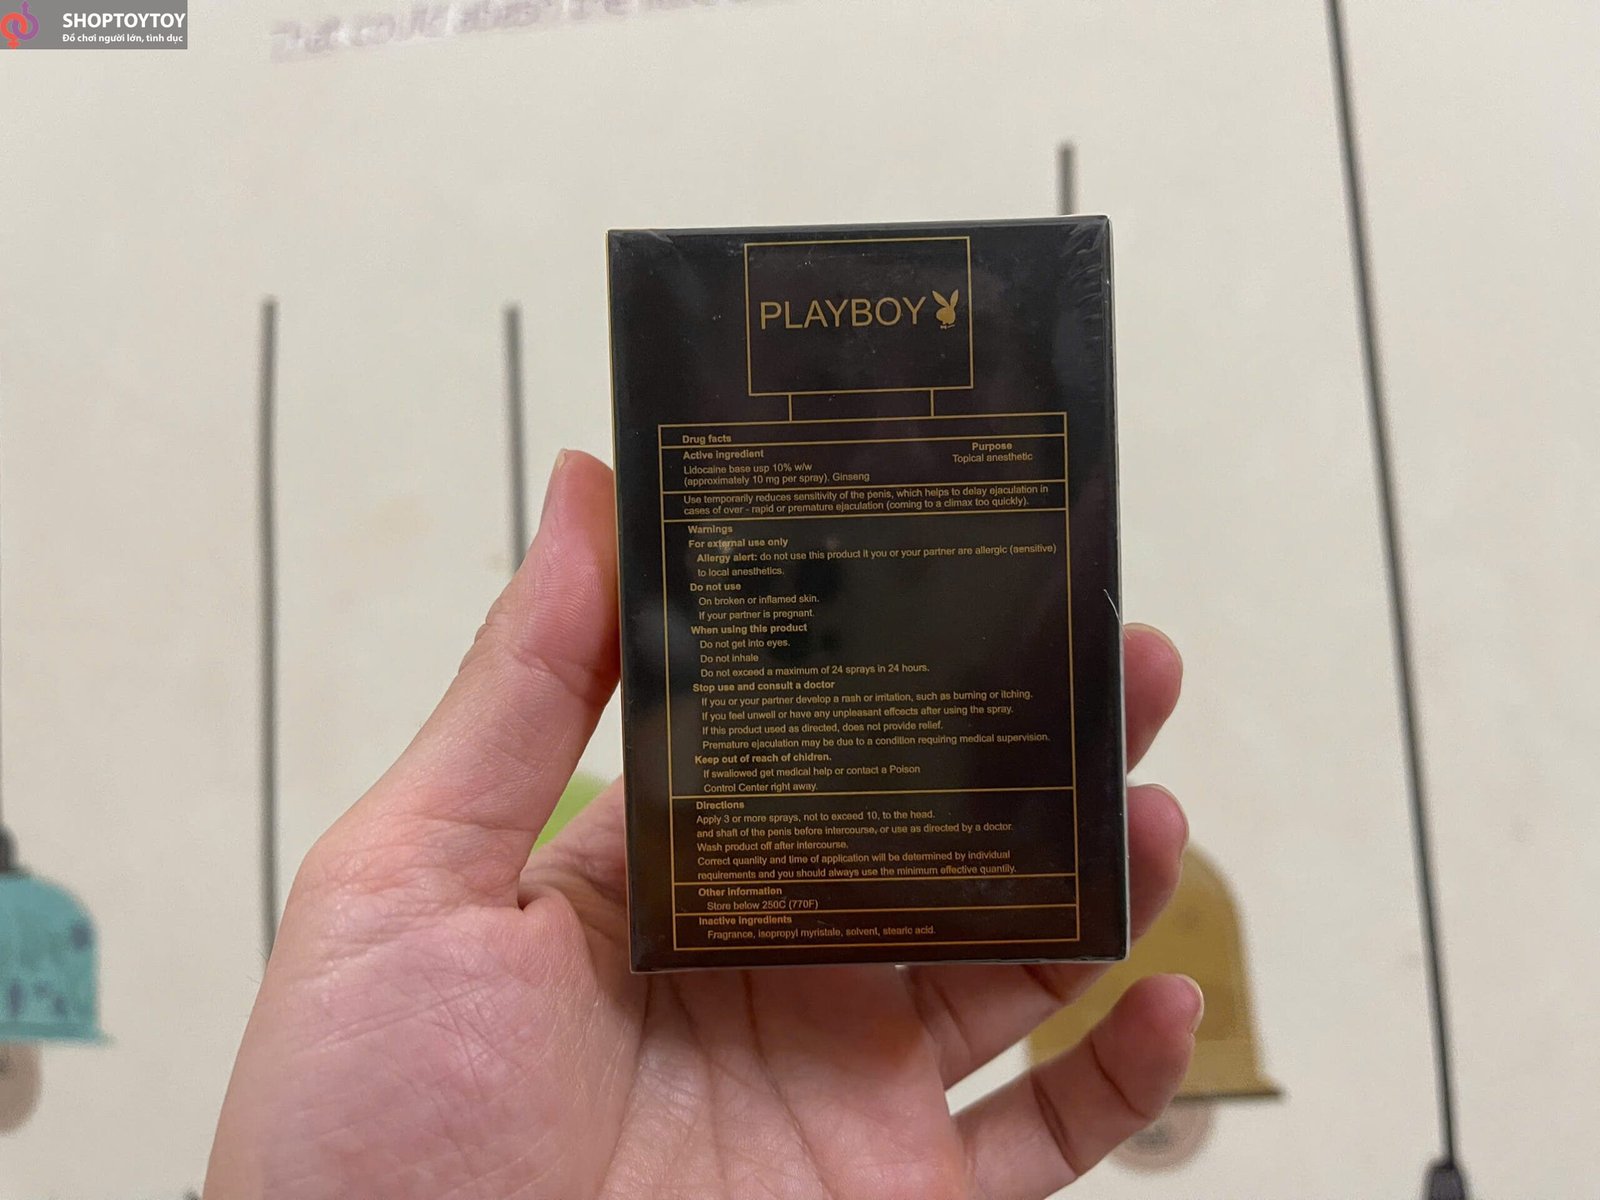 SHOPTOYTOY
Đồ chơi người lớn, tình dục
PLAYBOY
Drug facts
Active ingredient
Purpose
Lidocaine base usp 10% w/w
Topical anesthetic
(approximately 10 mg per spray). Ginseng
Use temporarily reduces sensitivity of the penis, which helps to delay ejaculation in
cases of over - rapid or premature ejaculation (coming to a climax too quickly).
Warnings
For external use only
Allergy alert: do not use this product it you or your partner are allergic (sensitive)
to local anesthetics.
Do not use
On broken or inflamed skin.
If your partner is pregnant.
When using this product
Do not get into eyes.
Do not inhale
Do not exceed a maximum of 24 sprays in 24 hours.
Stop use and consult a doctor
If you or your partner develop a rash or irritation, such as burning or itching.
If you feel unwell or have any unpleasant effcects after using the spray.
If this product used as directed, does not provide relief.
Premature ejaculation may be due to a condition requiring medical supervision.
Keep out of reach of chidren.
If swallowed get medical help or contact a Poison
Control Center right away.
Directions
Apply 3 or more sprays, not to exceed 10, to the head.
and shaft of the penis before intercourse, or use as directed by a doctor.
Wash product off after intercourse.
Correct quanlity and time of application will be determined by individual
requirements and you should always use the minimum effective quantily.
Other information
Store below 250C (770F)
Inactive ingredients
Fragrance, isopropyl myristale, solvent, stearic acid.